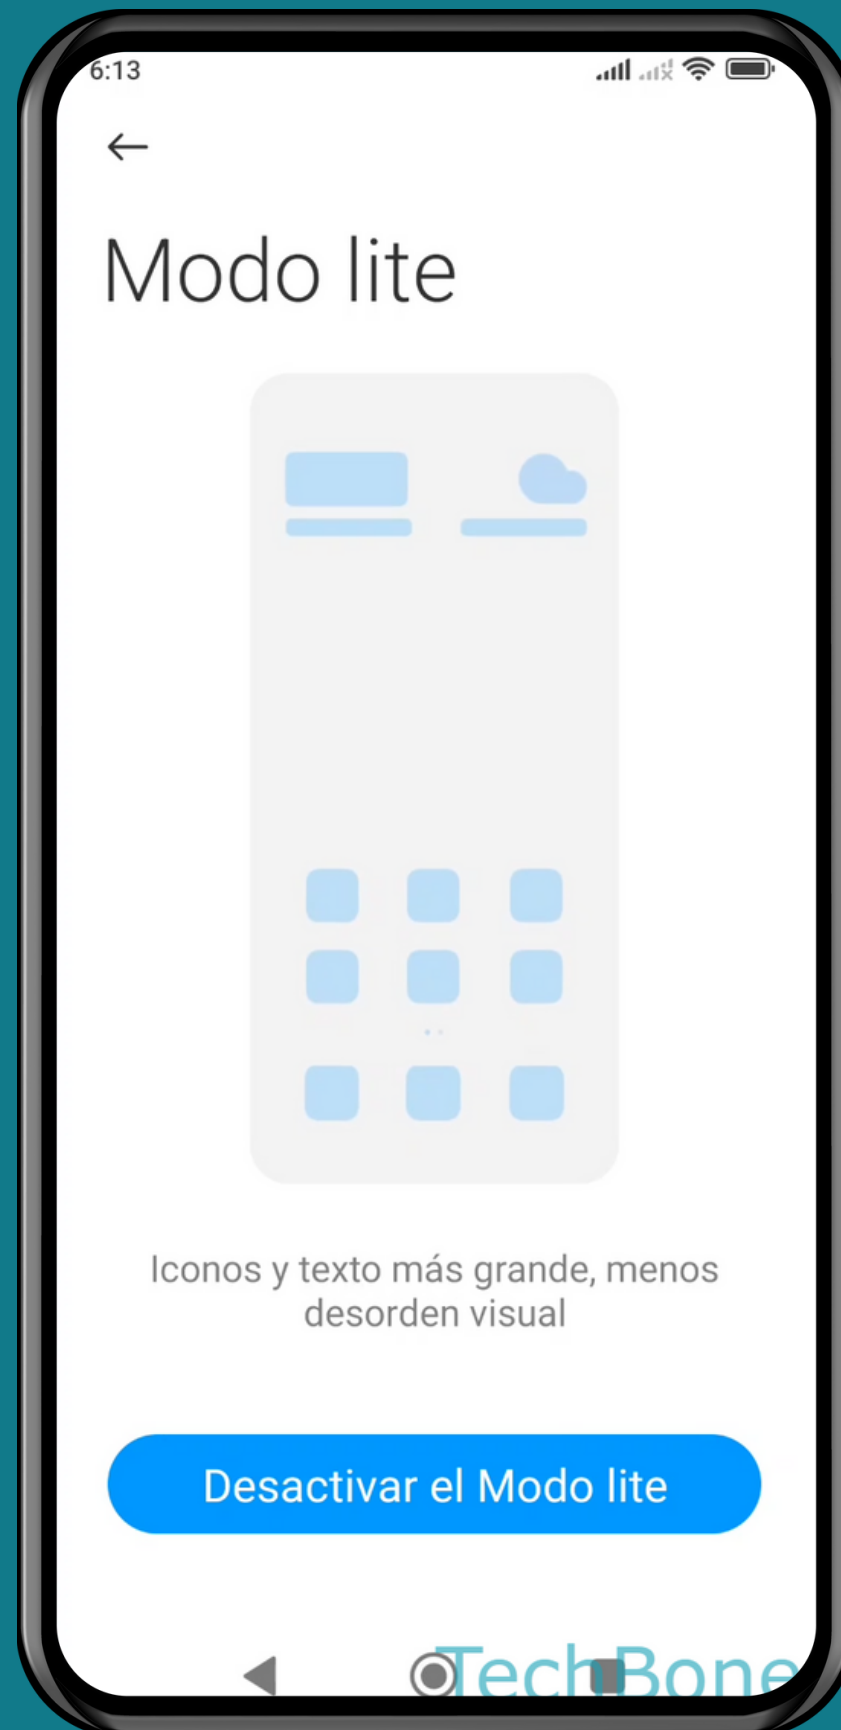 6:13
Modo lite
Iconos y texto más grande, menos
desorden visual
Desactivar el Modo lite
TechBone